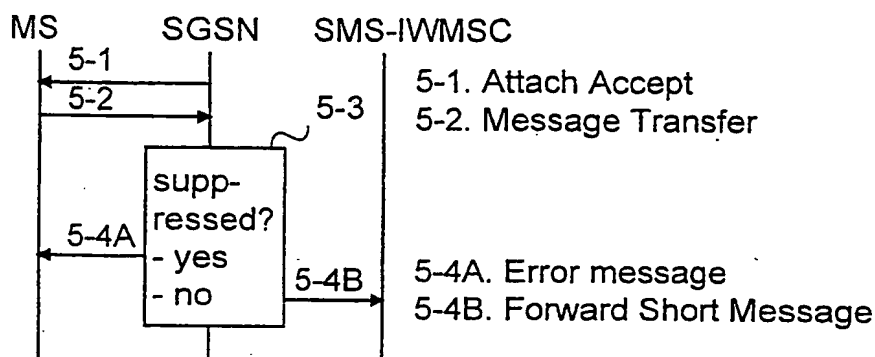 MS SGSN SMS-IWMSC
5-1
5-1. Attach Accept
5-2
5-3
5-2. Message Transfer
supp-
ressed?
- yes
- no
5-4A
5-4B
5-4A. Error message
5-4B. Forward Short Message